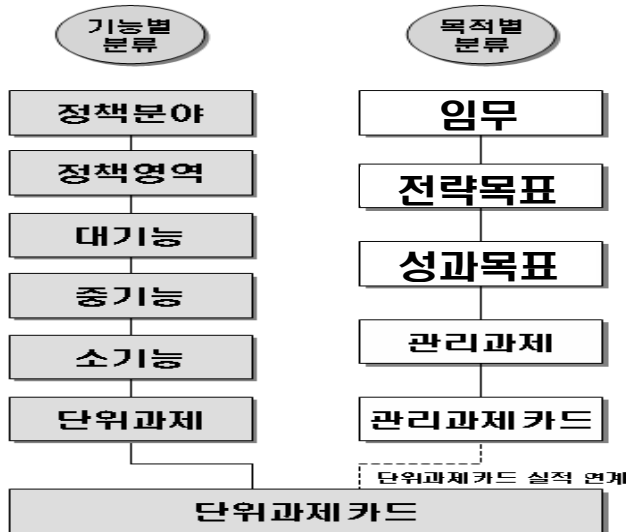 기능별
분류
정책분야
정책영역
대기능
중기능
소기능
단위과제
목적별
분류
임무
전략목표
성과목표
관리과제
관리과제카드
단위과제카드 실적 연계
단위과제카드